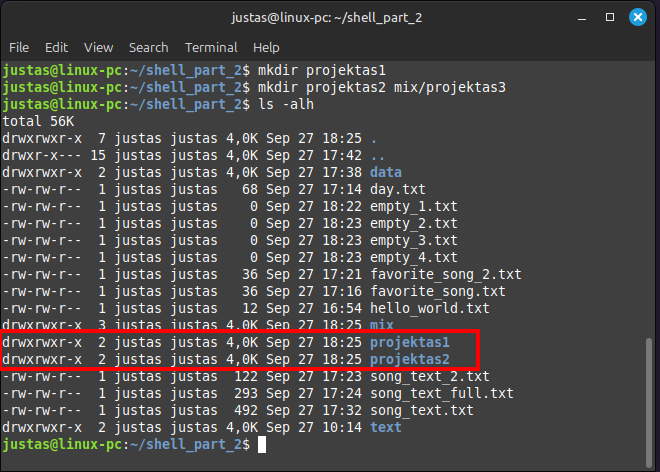 justas@linux-pc: ~/shell_part_2
File Edit View Search Terminal Help
justas@linux-pc:~/shell_part_2$ mkdir projektas1
justas@linux-pc:~/shell_part_2$ mkdir projektas2 mix/projektas3
justas@linux-pc:~/shell_part_2$ ls -alh
total 56K
drwxrwxr-x  7 justas justas 4,0K Sep 27 18:25 .
drwxr-x--- 15 justas justas 4,0K Sep 27 17:42 ..
drwxrwxr-x  2 justas justas 4,0K Sep 27 17:38 data
-rw-rw-r--  1 justas justas   68 Sep 27 17:14 day.txt
-rw-rw-r--  1 justas justas    0 Sep 27 18:22 empty_1.txt
-rw-rw-r--  1 justas justas    0 Sep 27 18:23 empty_2.txt
-rw-rw-r--  1 justas justas    0 Sep 27 18:23 empty_3.txt
-rw-rw-r--  1 justas justas    0 Sep 27 18:23 empty_4.txt
-rw-rw-r--  1 justas justas   36 Sep 27 17:21 favorite_song_2.txt
-rw-rw-r--  1 justas justas   36 Sep 27 17:16 favorite_song.txt
-rw-rw-r--  1 justas justas   12 Sep 27 16:54 hello_world.txt
drwxrwxr-x  3 justas justas 4,0K Sep 27 18:25 mix
drwxrwxr-x  2 justas justas 4,0K Sep 27 18:25 projektas1
drwxrwxr-x  2 justas justas 4,0K Sep 27 18:25 projektas2
-rw-rw-r--  1 justas justas  122 Sep 27 17:23 song_text_2.txt
-rw-rw-r--  1 justas justas  293 Sep 27 17:24 song_text_full.txt
-rw-rw-r--  1 justas justas  492 Sep 27 17:32 song_text.txt
drwxrwxr-x  2 justas justas 4,0K Sep 27 10:14 text
justas@linux-pc:~/shell_part_2$